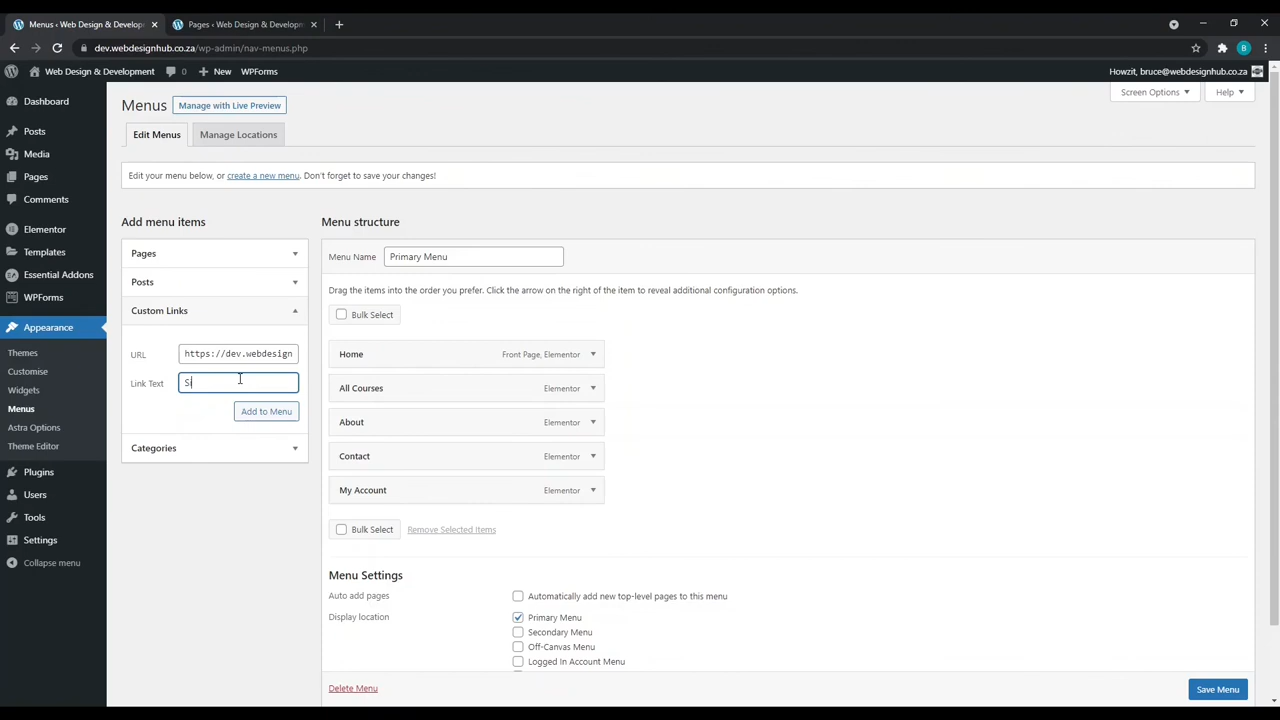 Menus ‹ Web Design & Develop
Pages ‹ Web Design & Developm
dev.webdesignhub.co.za/wp-admin/nav-menus.php
B
Web Design & Development
0
New
WPForms
Howzit, bruce@webdesignhub.co.za
Dashboard
Posts
Media
Pages
Comments
Elementor
Templates
Essential Addons
WPForms
Appearance
Themes
Customise
Widgets
Menus
Astra Options
Theme Editor
Plugins
Users
Tools
Settings
Collapse menu
Menus
Manage with Live Preview
Screen Options
Help
Edit Menus
Manage Locations
Edit your menu below, or create a new menu. Don't forget to save your changes!
Add menu items
Pages
Posts
Custom Links
URL
https://dev.webdesign
Link Text
Si
Add to Menu
Categories
Menu structure
Menu Name
Primary Menu
Drag the items into the order you prefer. Click the arrow on the right of the item to reveal additional configuration options.
Bulk Select
Home Front Page, Elementor
All Courses Elementor
About Elementor
Contact Elementor
My Account Elementor
Bulk Select Remove Selected Items
Menu Settings
Auto add pages
Automatically add new top-level pages to this menu
Display location
Primary Menu
Secondary Menu
Off-Canvas Menu
Logged In Account Menu
Delete Menu
Save Menu